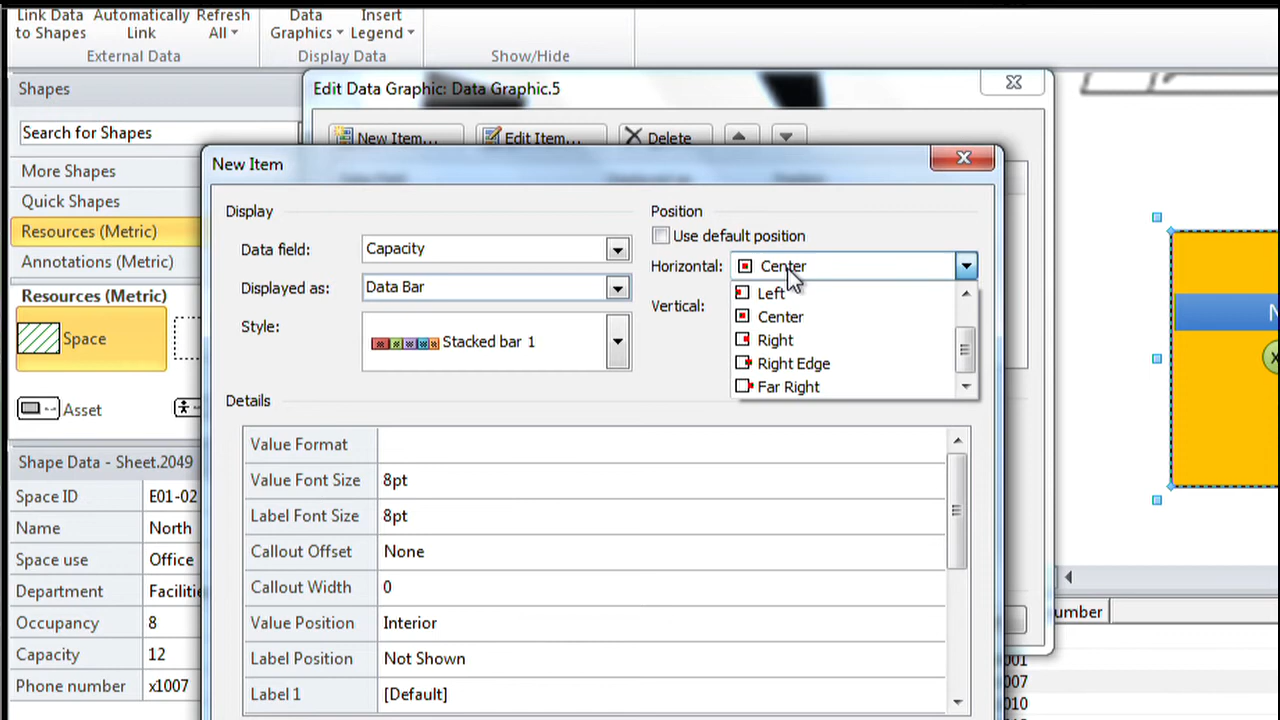 Link Data to Shapes
Automatically Link
Refresh All
Data Graphics
Insert Legend
External Data
Display Data
Show/Hide
Shapes
Search for Shapes
More Shapes
Quick Shapes
Resources (Metric)
Annotations (Metric)
Resources (Metric)
Space
Asset
Shape Data - Sheet.2049
Space ID E01-02
Name North
Space use Office
Department
Occupancy 8
Capacity 12
Phone number x1007
Edit Data Graphic: Data Graphic.5
New Item...
Edit Item...
Delete
New Item
Display
Data field: Capacity
Displayed as: Data Bar
Style: Stacked bar 1
Position
Use default position
Horizontal: Center
Left
Center
Right
Right Edge
Far Right
Vertical:
Details
Value Format
Value Font Size 8pt
Label Font Size 8pt
Callout Offset None
Callout Width 0
Value Position Interior
Label Position Not Shown
Label 1 [Default]